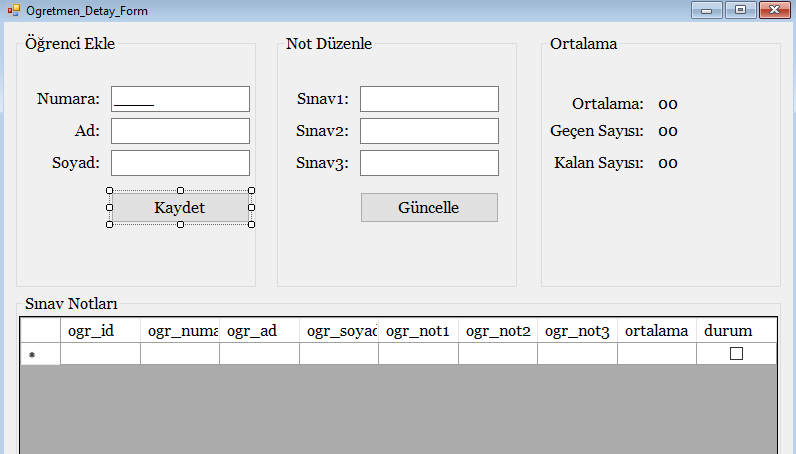 Ogretmen_Detay_Form
Öğrenci Ekle
Numara: ____
Ad:
Soyad:
Kaydet
Not Düzenle
Sınav1:
Sınav2:
Sınav3:
Güncelle
Ortalama
Ortalama: 00
Geçen Sayısı: 00
Kalan Sayısı: 00
Sınav Notları
ogr_id ogr_numa ogr_ad ogr_soyad ogr_not1 ogr_not2 ogr_not3 ortalama durum